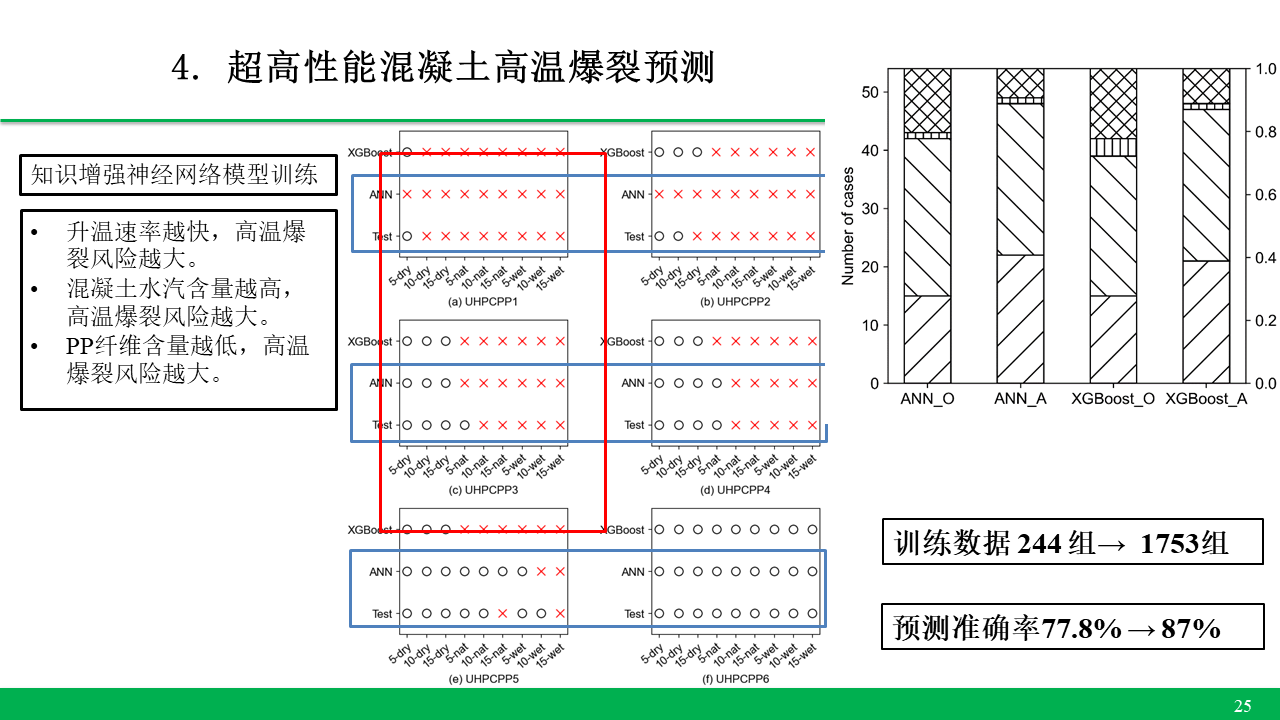 4. 超高性能混凝土高温爆裂预测
知识增强神经网络模型训练
• 升温速率越快，高温爆
裂风险越大。
• 混凝土水汽含量越高，
高温爆裂风险越大。
• PP纤维含量越低，高温
爆裂风险越大。
XGBoost
ANN
Test
5-dry 10-dry 15-dry 5-nat 10-nat 15-nat 5-wet 10-wet 15-wet
(a) UHPCPP1
XGBoost
ANN
Test
5-dry 10-dry 15-dry 5-nat 10-nat 15-nat 5-wet 10-wet 15-wet
(b) UHPCPP2
XGBoost
ANN
Test
5-dry 10-dry 15-dry 5-nat 10-nat 15-nat 5-wet 10-wet 15-wet
(c) UHPCPP3
XGBoost
ANN
Test
5-dry 10-dry 15-dry 5-nat 10-nat 15-nat 5-wet 10-wet 15-wet
(d) UHPCPP4
XGBoost
ANN
Test
5-dry 10-dry 15-dry 5-nat 10-nat 15-nat 5-wet 10-wet 15-wet
(e) UHPCPP5
XGBoost
ANN
Test
5-dry 10-dry 15-dry 5-nat 10-nat 15-nat 5-wet 10-wet 15-wet
(f) UHPCPP6
Number of cases
50
40
30
20
10
0
1.0
0.8
0.6
0.4
0.2
0.0
ANN_O ANN_A XGBoost_O XGBoost_A
训练数据 244 组→ 1753组
预测准确率77.8% → 87%
25